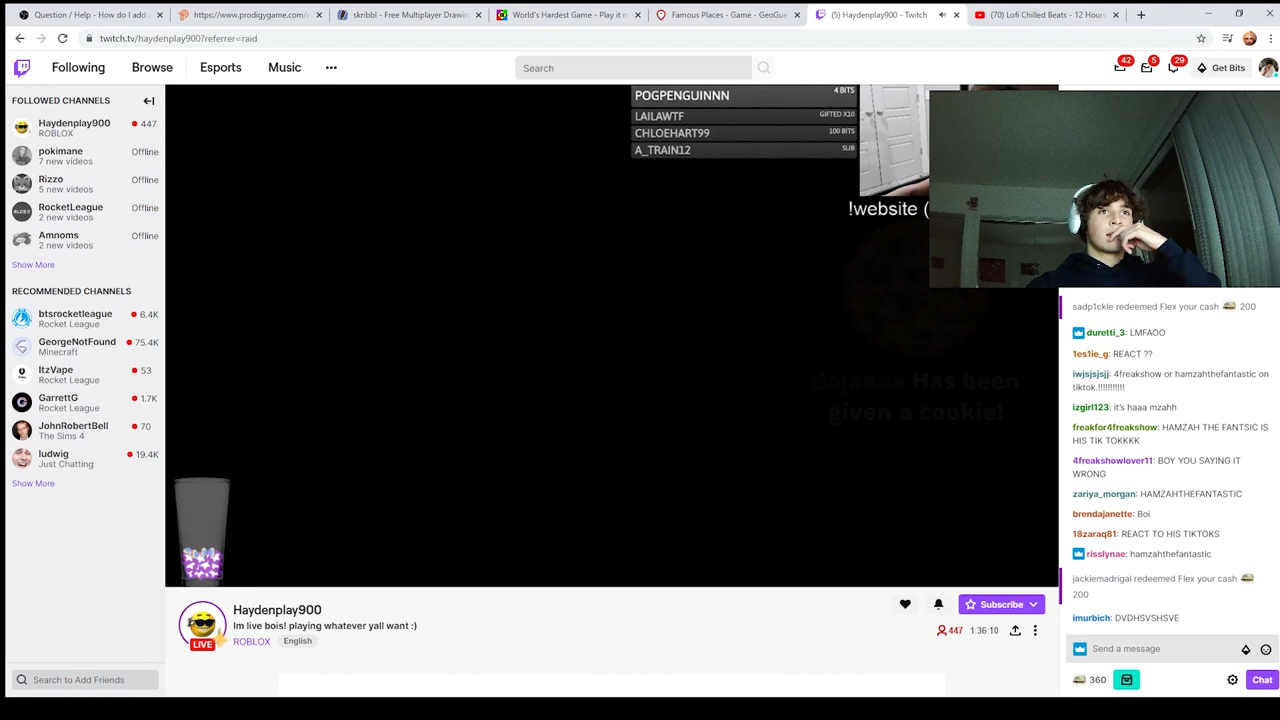 Question / Help - How do I add a
https://www.prodigygame.com/
skribbl - Free Multiplayer Drawin
World's Hardest Game - Play it n
Famous Places - Game - GeoGue
(5) Haydenplay900 - Twitch
(70) Lofi Chilled Beats - 12 Hours
twitch.tv/haydenplay900?referrer=raid
Following
Browse
Esports
Music
Search
42
5
29
Get Bits
FOLLOWED CHANNELS
Haydenplay900
447
ROBLOX
pokimane
Offline
7 new videos
Rizzo
Offline
5 new videos
RocketLeague
Offline
2 new videos
Amnoms
Offline
2 new videos
Show More
RECOMMENDED CHANNELS
btsrocketleague
6.4K
Rocket League
GeorgeNotFound
75.4K
Minecraft
ItzVape
53
Rocket League
GarrettG
1.7K
Rocket League
JohnRobertBell
70
The Sims 4
ludwig
19.4K
Just Chatting
Show More
Search to Add Friends
POGPENGUINNN
4 BITS
LAILAWTF
GIFTED X10
CHLOEHART99
100 BITS
A_TRAIN12
SUB
!website (
dajavox Has been
given a cookie!
LIVE
Haydenplay900
Im live bois! playing whatever yall want :)
ROBLOX
English
Subscribe
447
1:36:10
sadp1ckle redeemed Flex your cash 200
duretti_3: LMFAOO
1es1ie_g: REACT ??
iwjsjsjsjj: 4freakshow or hamzahthefantastic on
tiktok.!!!!!!!!!!!
izgirl123: it's haaa mzahh
freakfor4freakshow: HAMZAH THE FANTSIC IS
HIS TIK TOKKKK
4freakshowlover11: BOY YOU SAYING IT
WRONG
zariya_morgan: HAMZAHTHEFANTASTIC
brendajanette: Boi
18zaraq81: REACT TO HIS TIKTOKS
risslynae: hamzahthefantastic
jackiemadrigal redeemed Flex your cash
200
imurbich: DVDHSVSHSVE
Send a message
360
Chat